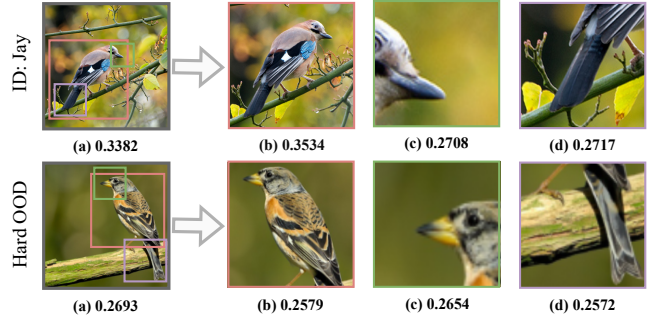 ID: Jay
(a) 0.3382
(b) 0.3534
(c) 0.2708
(d) 0.2717
Hard OOD
(a) 0.2693
(b) 0.2579
(c) 0.2654
(d) 0.2572